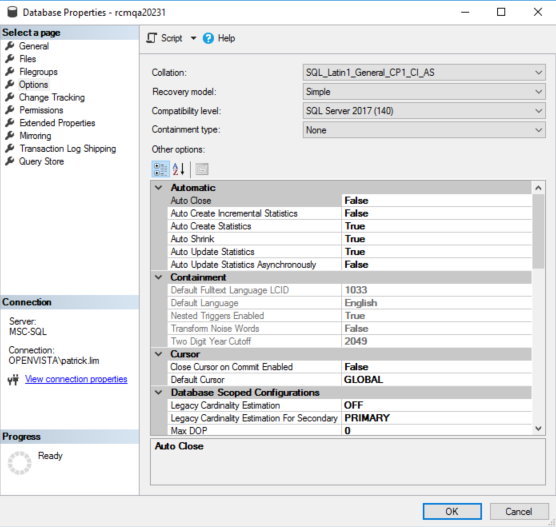 Database Properties - rcmqa20231
Select a page
General
Files
Filegroups
Options
Change Tracking
Permissions
Extended Properties
Mirroring
Transaction Log Shipping
Query Store
Connection
Server:
MSC-SQL
Connection:
OPENVISTA\patrick.lim
View connection properties
Progress
Ready
Script
Help
Collation: SQL_Latin1_General_CP1_CI_AS
Recovery model: Simple
Compatibility level: SQL Server 2017 (140)
Containment type: None
Other options:
Automatic
Auto Close False
Auto Create Incremental Statistics False
Auto Create Statistics True
Auto Shrink True
Auto Update Statistics True
Auto Update Statistics Asynchronously False
Containment
Default Fulltext Language LCID 1033
Default Language English
Nested Triggers Enabled True
Transform Noise Words False
Two Digit Year Cutoff 2049
Cursor
Close Cursor on Commit Enabled False
Default Cursor GLOBAL
Database Scoped Configurations
Legacy Cardinality Estimation OFF
Legacy Cardinality Estimation For Secondary PRIMARY
Max DOP 0
Auto Close
OK Cancel